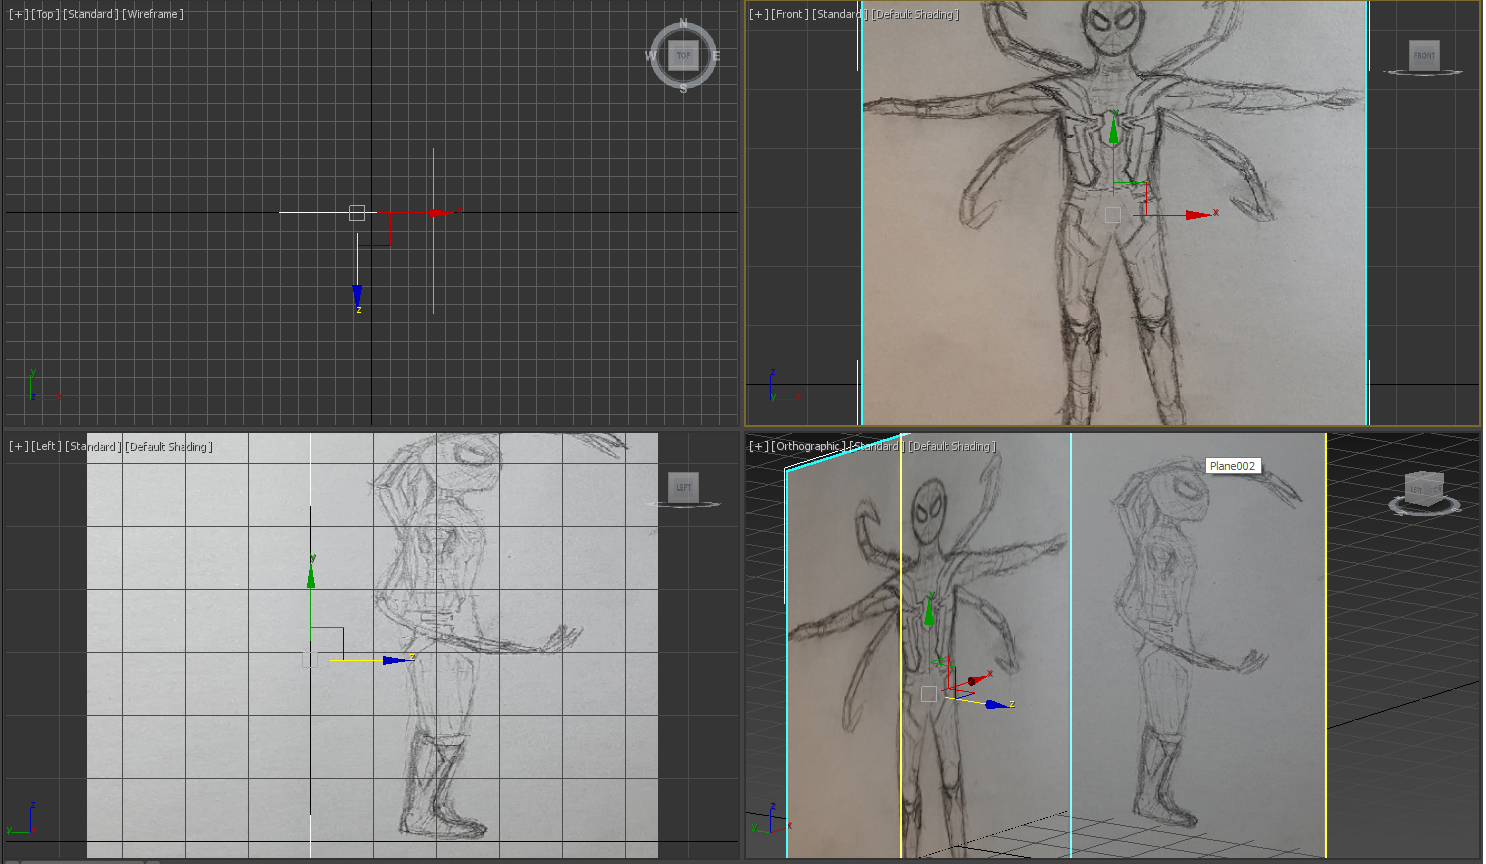 [+] [Top] [Standard] [Wireframe]
N
W TOP E
S
x
z
y
z x
[+] [Front] [Standard] [Default Shading]
FRONT
y
x
z
y x
[+] [Left] [Standard] [Default Shading]
LEFT
y
z
z
y x
[+] [Orthographic] [Standard] [Default Shading]
Plane002
LEFT
y
x
z
z
y x